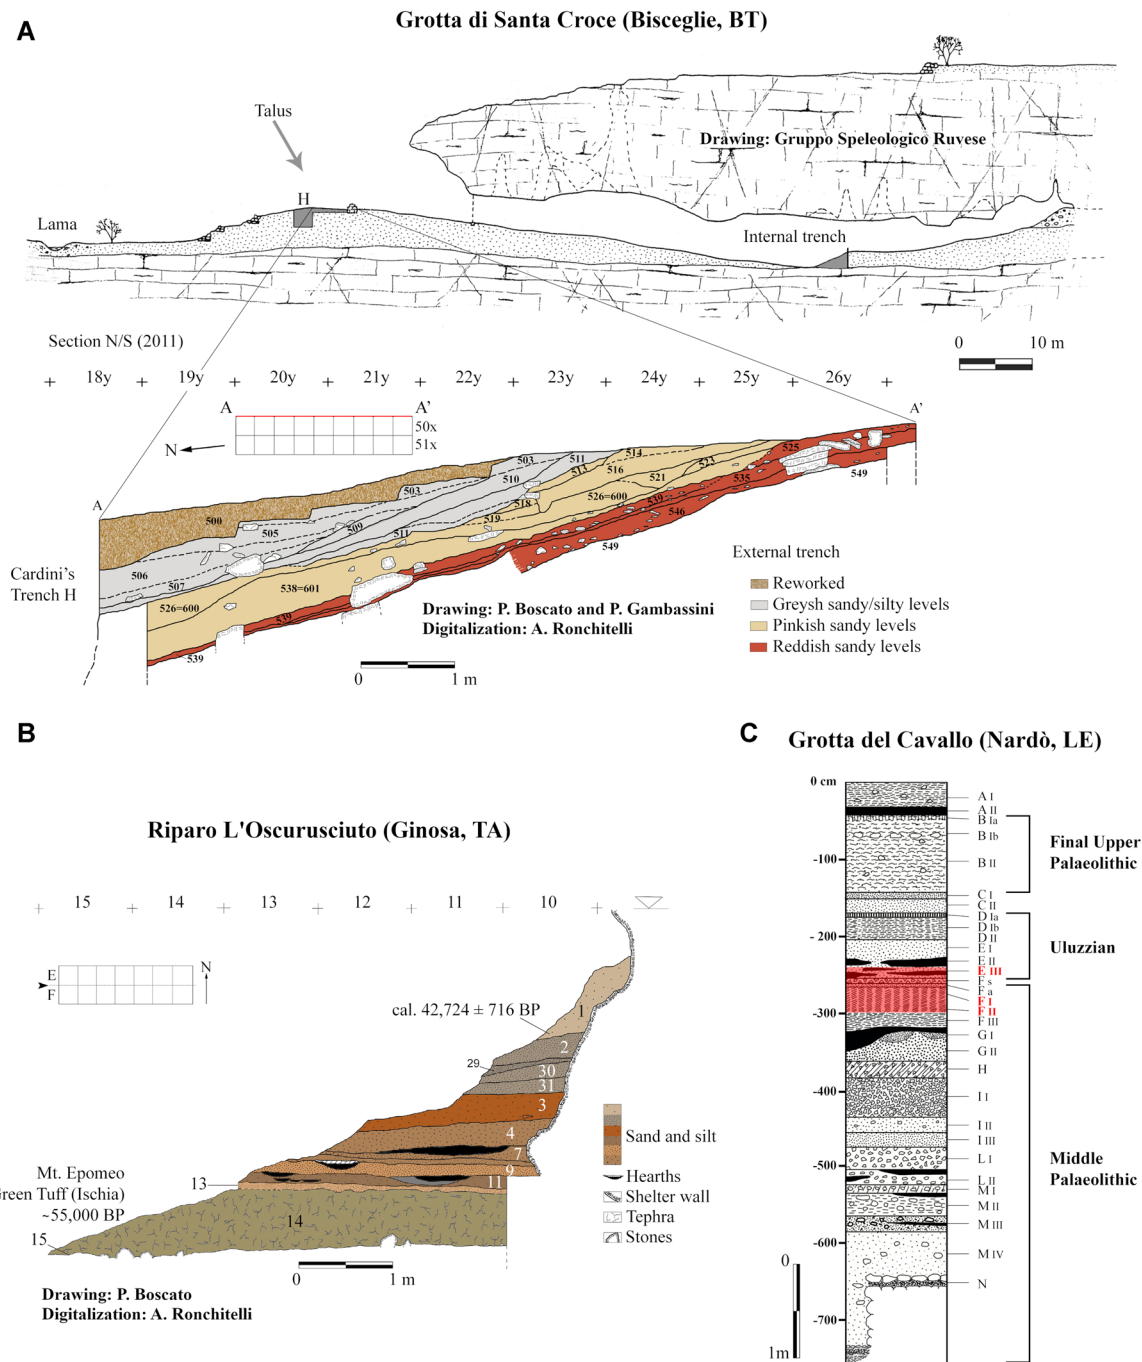 A
Grotta di Santa Croce (Bisceglie, BT)
Talus
Drawing: Gruppo Speleologico Ruvese
H
Lama
Internal trench
Section N/S (2011)
0 10 m
+ 18y + 19y + 20y + 21y + 22y + 23y + 24y + 25y + 26y +
A A'
50x
51x
N
A'
503 511 514 525
513 516 523
510 521 535 549
503 518 526=600 539
500 505 509 519 546
511 549
506 507
538=601
526=600
539
539
A
Cardini's
Trench H
External trench
Reworked
Greysh sandy/silty levels
Pinkish sandy levels
Reddish sandy levels
Drawing: P. Boscato and P. Gambassini
Digitalization: A. Ronchitelli
0 1 m
B
Riparo L'Oscurusciuto (Ginosa, TA)
15 14 13 12 11 10
E
F
N
cal. 42,724 ± 716 BP
1
2
29
30
31
3
4
7
9
11
13
14
15
Mt. Epomeo
Green Tuff (Ischia)
~55,000 BP
Sand and silt
Hearths
Shelter wall
Tephra
Stones
0 1 m
Drawing: P. Boscato
Digitalization: A. Ronchitelli
C
Grotta del Cavallo (Nardò, LE)
0 cm
-100
- 200
-300
-400
-500
-600
-700
A I
A II
B Ia
B Ib
B II
C I
C II
D Ia
D Ib
D II
E I
E II
E III
F s
F a
F I
F II
F III
G I
G II
H
I I
I II
I III
L I
L II
M I
M II
M III
M IV
N
Final Upper
Palaeolithic
Uluzzian
Middle
Palaeolithic
0
1m